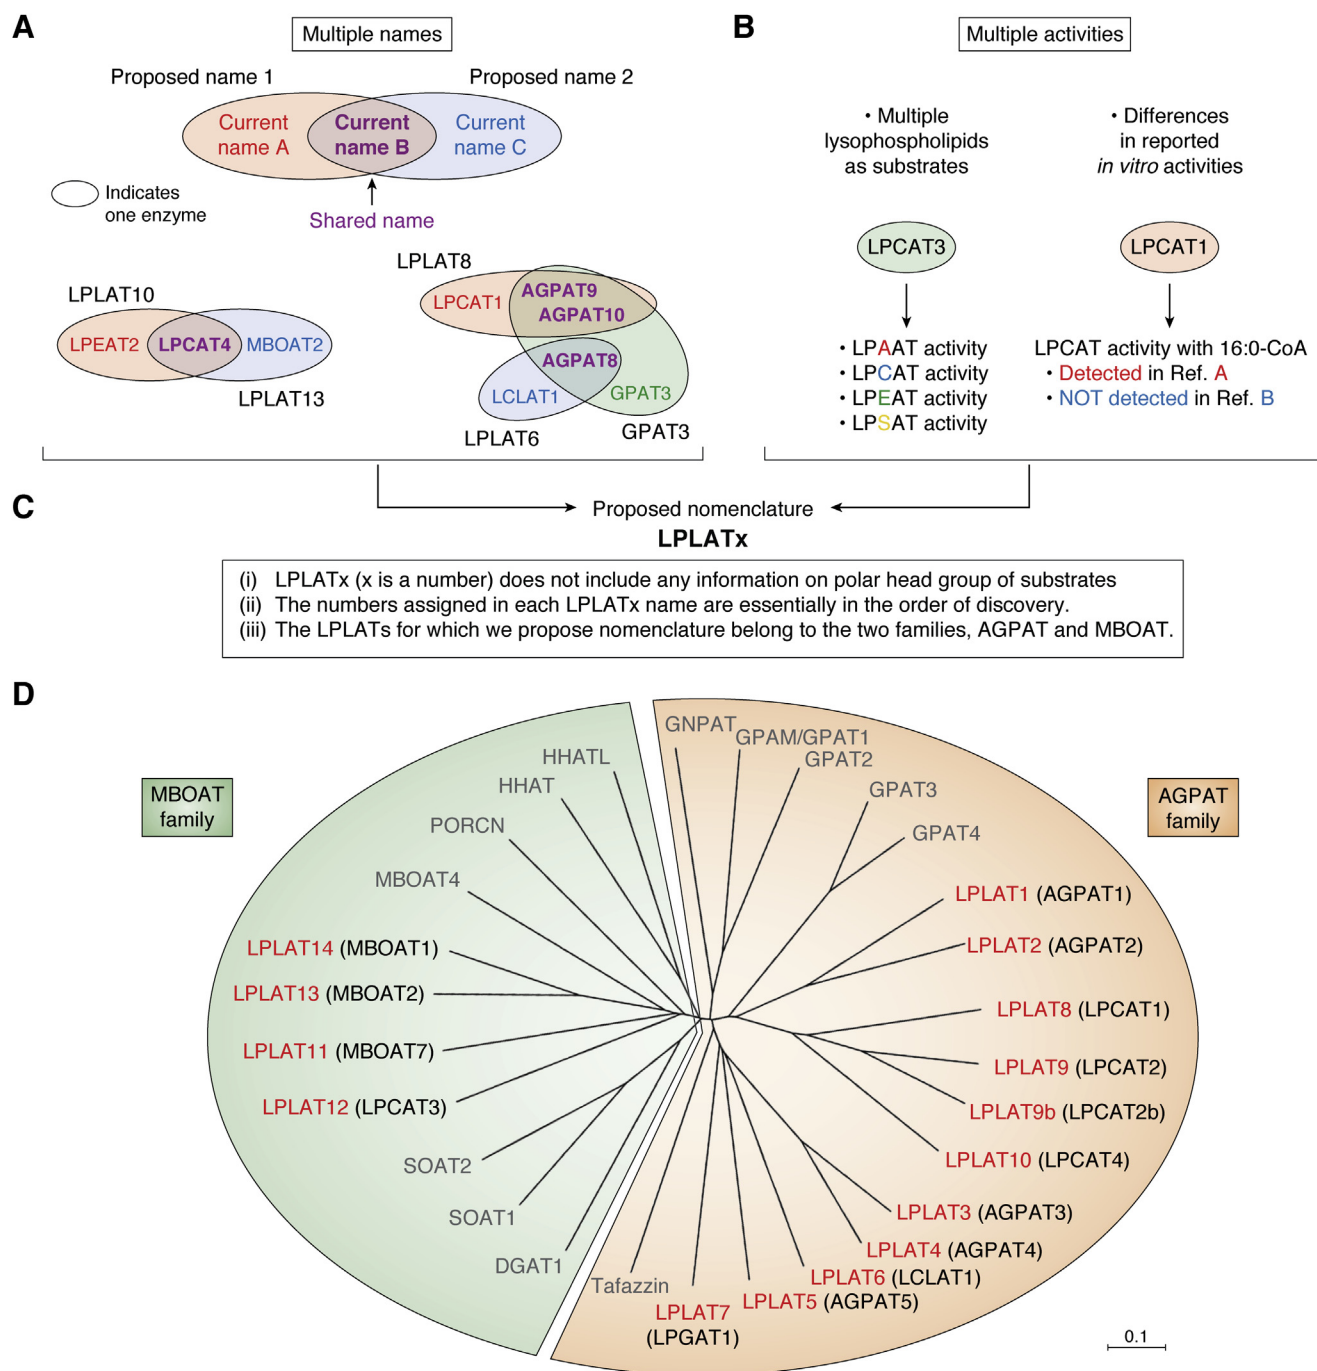 A
Multiple names
Proposed name 1
Proposed name 2
Current
name A
Current
name B
Current
name C
Indicates
one enzyme
Shared name
LPLAT10
LPEAT2
LPCAT4
MBOAT2
LPLAT13
LPLAT8
LPCAT1
AGPAT9
AGPAT10
AGPAT8
LCLAT1
GPAT3
LPLAT6
GPAT3
B
Multiple activities
• Multiple
lysophospholipids
as substrates
• Differences
in reported
in vitro activities
LPCAT3
LPCAT1
• LPAAT activity
• LPCAT activity
• LPEAT activity
• LPSAT activity
LPCAT activity with 16:0-CoA
• Detected in Ref. A
• NOT detected in Ref. B
C
Proposed nomenclature
LPLATx
(i) LPLATx (x is a number) does not include any information on polar head group of substrates
(ii) The numbers assigned in each LPLATx name are essentially in the order of discovery.
(iii) The LPLATs for which we propose nomenclature belong to the two families, AGPAT and MBOAT.
D
MBOAT
family
HHATL
HHAT
PORCN
MBOAT4
LPLAT14 (MBOAT1)
LPLAT13 (MBOAT2)
LPLAT11 (MBOAT7)
LPLAT12 (LPCAT3)
SOAT2
SOAT1
DGAT1
AGPAT
family
GNPAT
GPAM/GPAT1
GPAT2
GPAT3
GPAT4
LPLAT1 (AGPAT1)
LPLAT2 (AGPAT2)
LPLAT8 (LPCAT1)
LPLAT9 (LPCAT2)
LPLAT9b (LPCAT2b)
LPLAT10 (LPCAT4)
LPLAT3 (AGPAT3)
LPLAT4 (AGPAT4)
LPLAT6 (LCLAT1)
LPLAT5 (AGPAT5)
LPLAT7
(LPGAT1)
Tafazzin
0.1